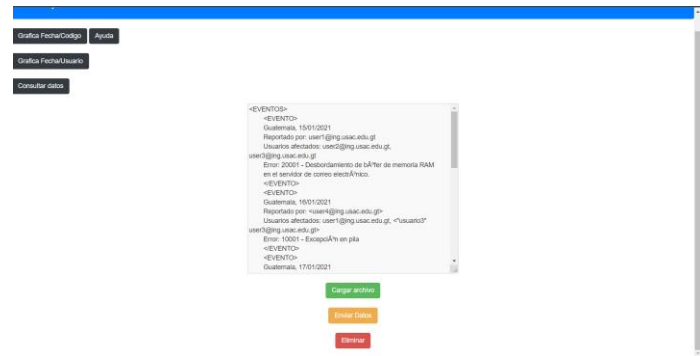 Grafica Fecha/Codigo Ayuda
Grafica Fecha/Usuario
Consultar datos
<EVENTOS>
<EVENTO>
Guatemala, 15/01/2021
Reportado por: user1@ing.usac.edu.gt
Usuarios afectados: user2@ing.usac.edu.gt,
user3@ing.usac.edu.gt
Error: 20001 - Desbordamiento de bÃºfer de memoria RAM
en el servidor de correo electrÃ³nico.
</EVENTO>
<EVENTO>
Guatemala, 16/01/2021
Reportado por: <user4@ing.usac.edu.gt>
Usuarios afectados: user1@ing.usac.edu.gt, <"usuario3"
user3@ing.usac.edu.gt>
Error: 10001 - ExcepciÃ³n en pila
</EVENTO>
<EVENTO>
Guatemala, 17/01/2021
Cargar archivo
Enviar Datos
Eliminar